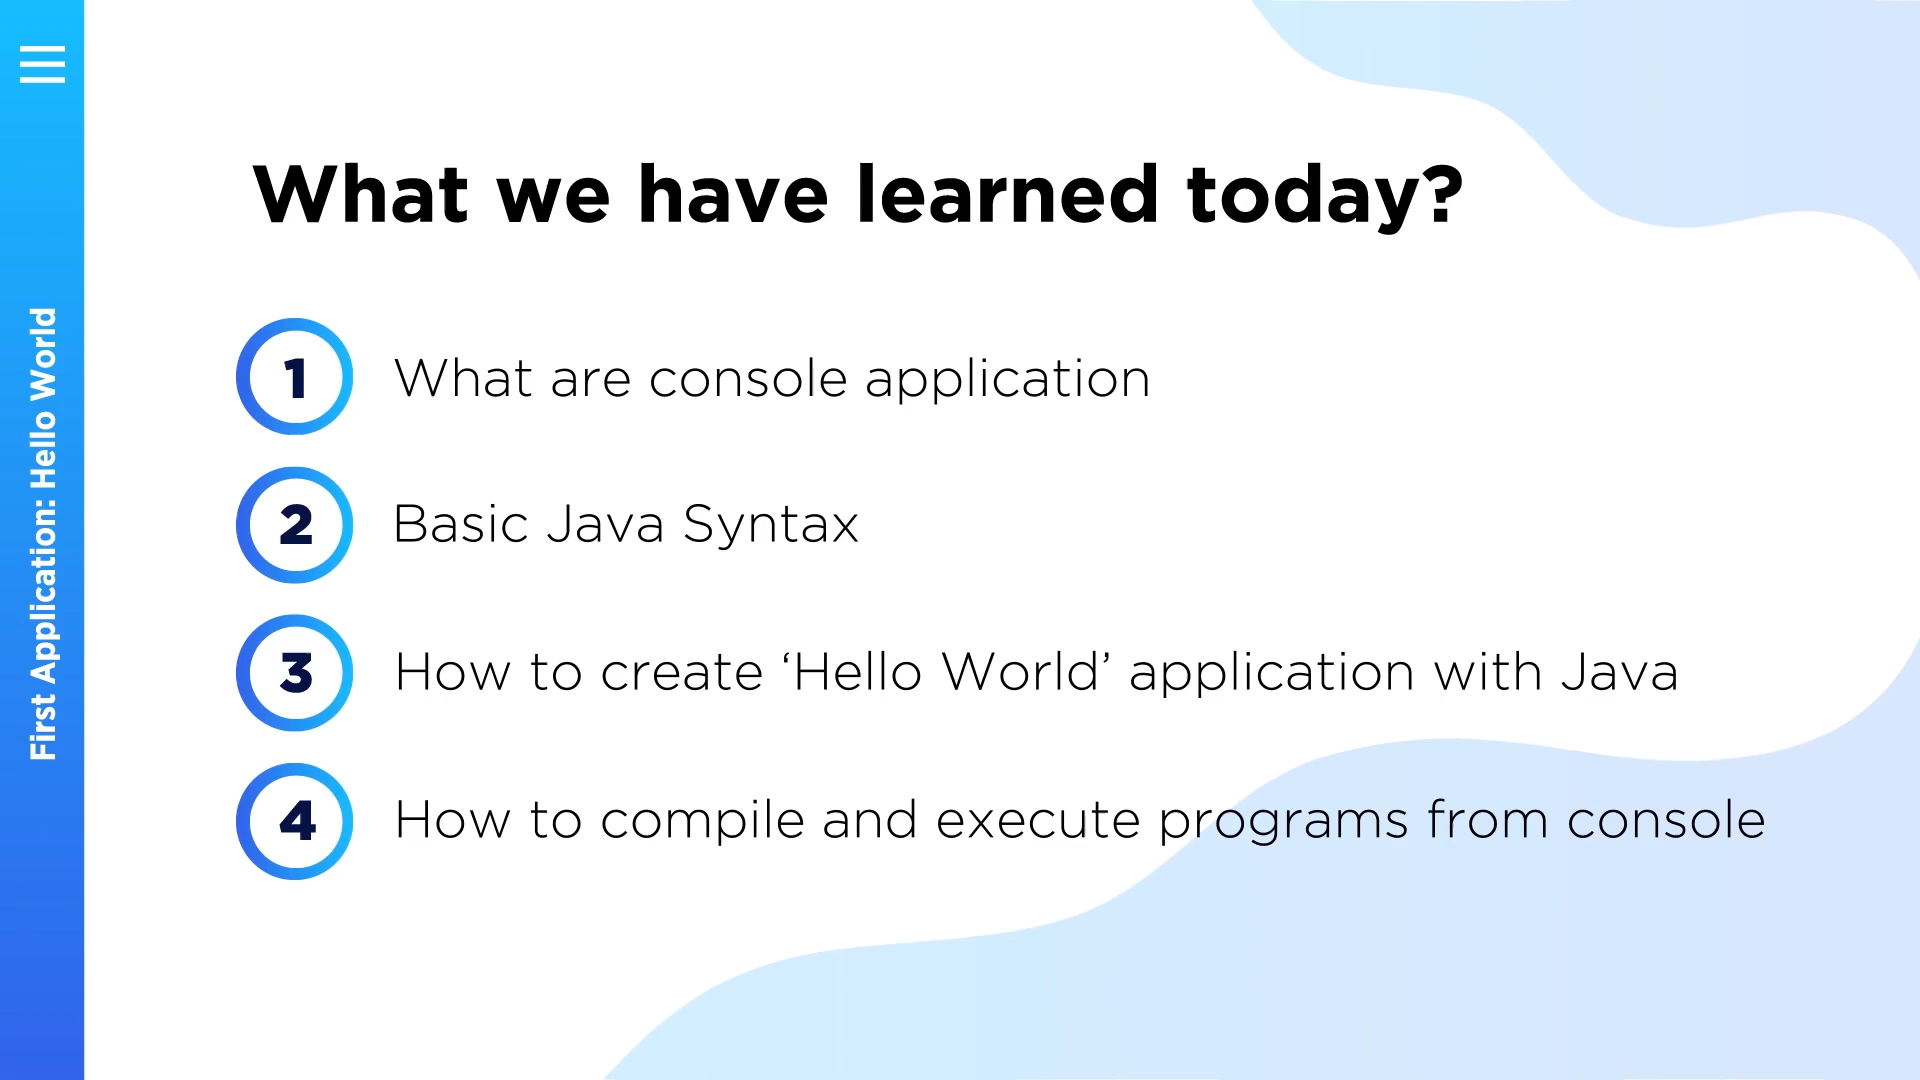 First Application: Hello World
What we have learned today?
1 What are console application
2 Basic Java Syntax
3 How to create ‘Hello World’ application with Java
4 How to compile and execute programs from console